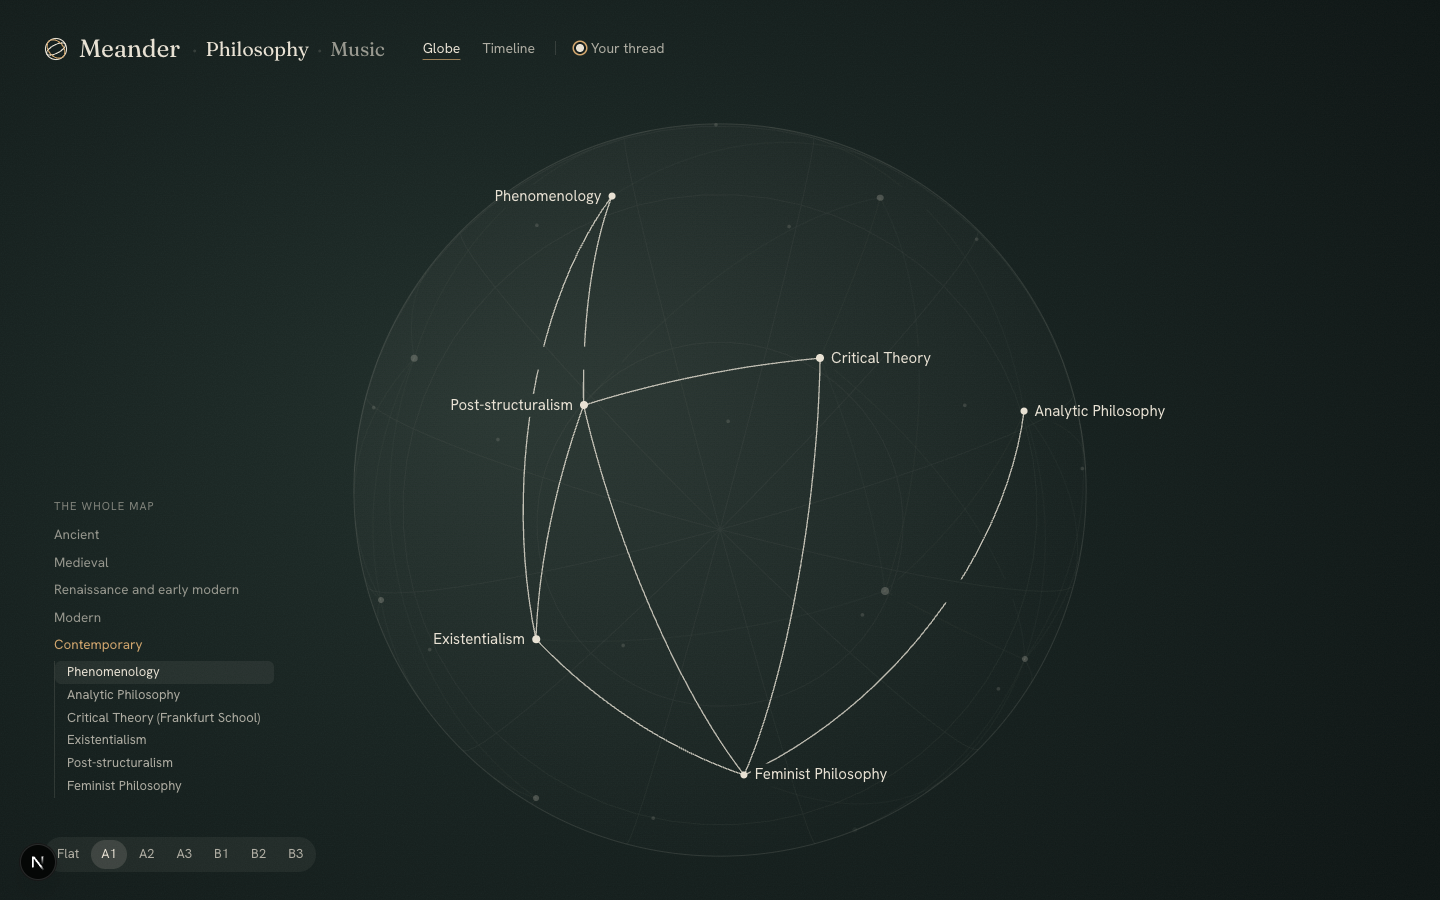 Meander · Philosophy · Music
Globe
Timeline
Your thread
Phenomenology
Critical Theory
Post-structuralism
Analytic Philosophy
Existentialism
Feminist Philosophy
THE WHOLE MAP
Ancient
Medieval
Renaissance and early modern
Modern
Contemporary
Phenomenology
Analytic Philosophy
Critical Theory (Frankfurt School)
Existentialism
Post-structuralism
Feminist Philosophy
N
Flat
A1
A2
A3
B1
B2
B3